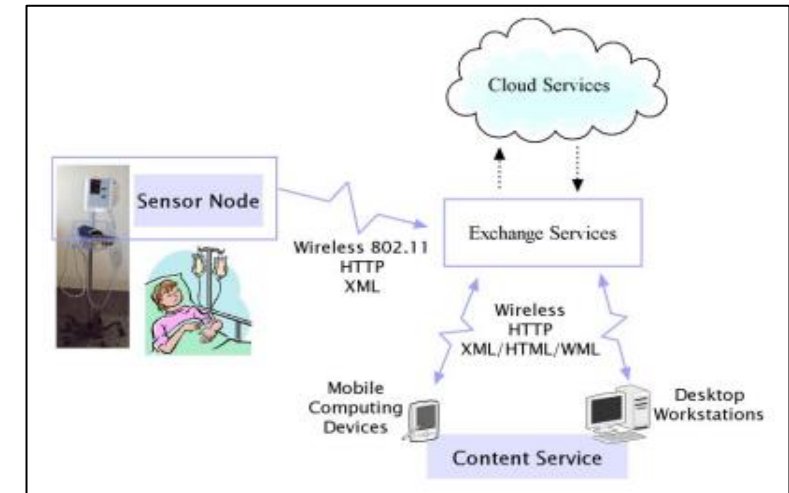 Cloud Services
Sensor Node
Exchange Services
Wireless 802.11
HTTP
XML
Wireless
HTTP
XML/HTML/WML
Mobile
Computing
Devices
Desktop
Workstations
Content Service